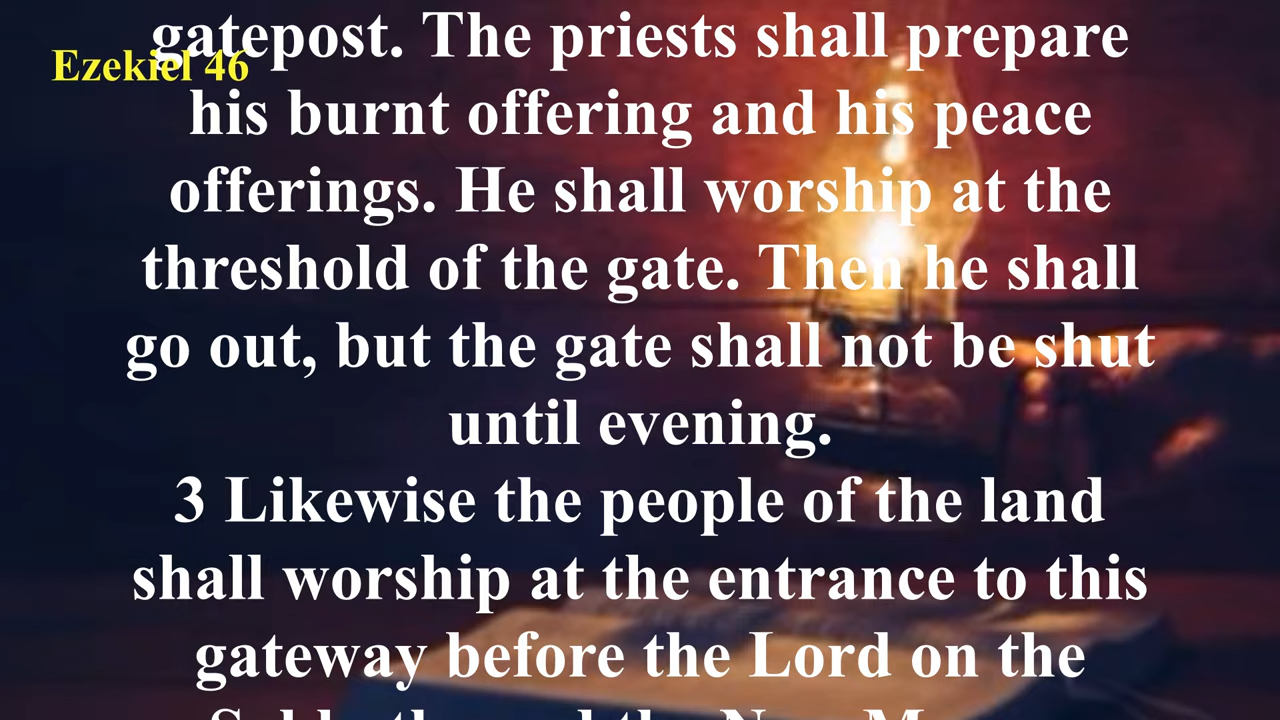 Ezekiel 46
gatepost. The priests shall prepare
his burnt offering and his peace
offerings. He shall worship at the
threshold of the gate. Then he shall
go out, but the gate shall not be shut
until evening.
3 Likewise the people of the land
shall worship at the entrance to this
gateway before the Lord on the